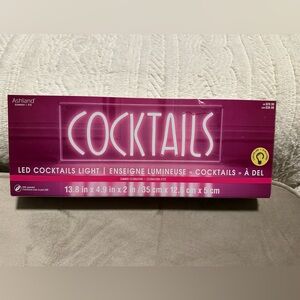 Ashland
COCKTAILS
LED COCKTAILS LIGHT | ENSEIGNE LUMINEUSE « COCKTAILS » À DEL
13.8 in x 4.9 in x 2 in / 35 cm x 12.5 cm x 5 cm